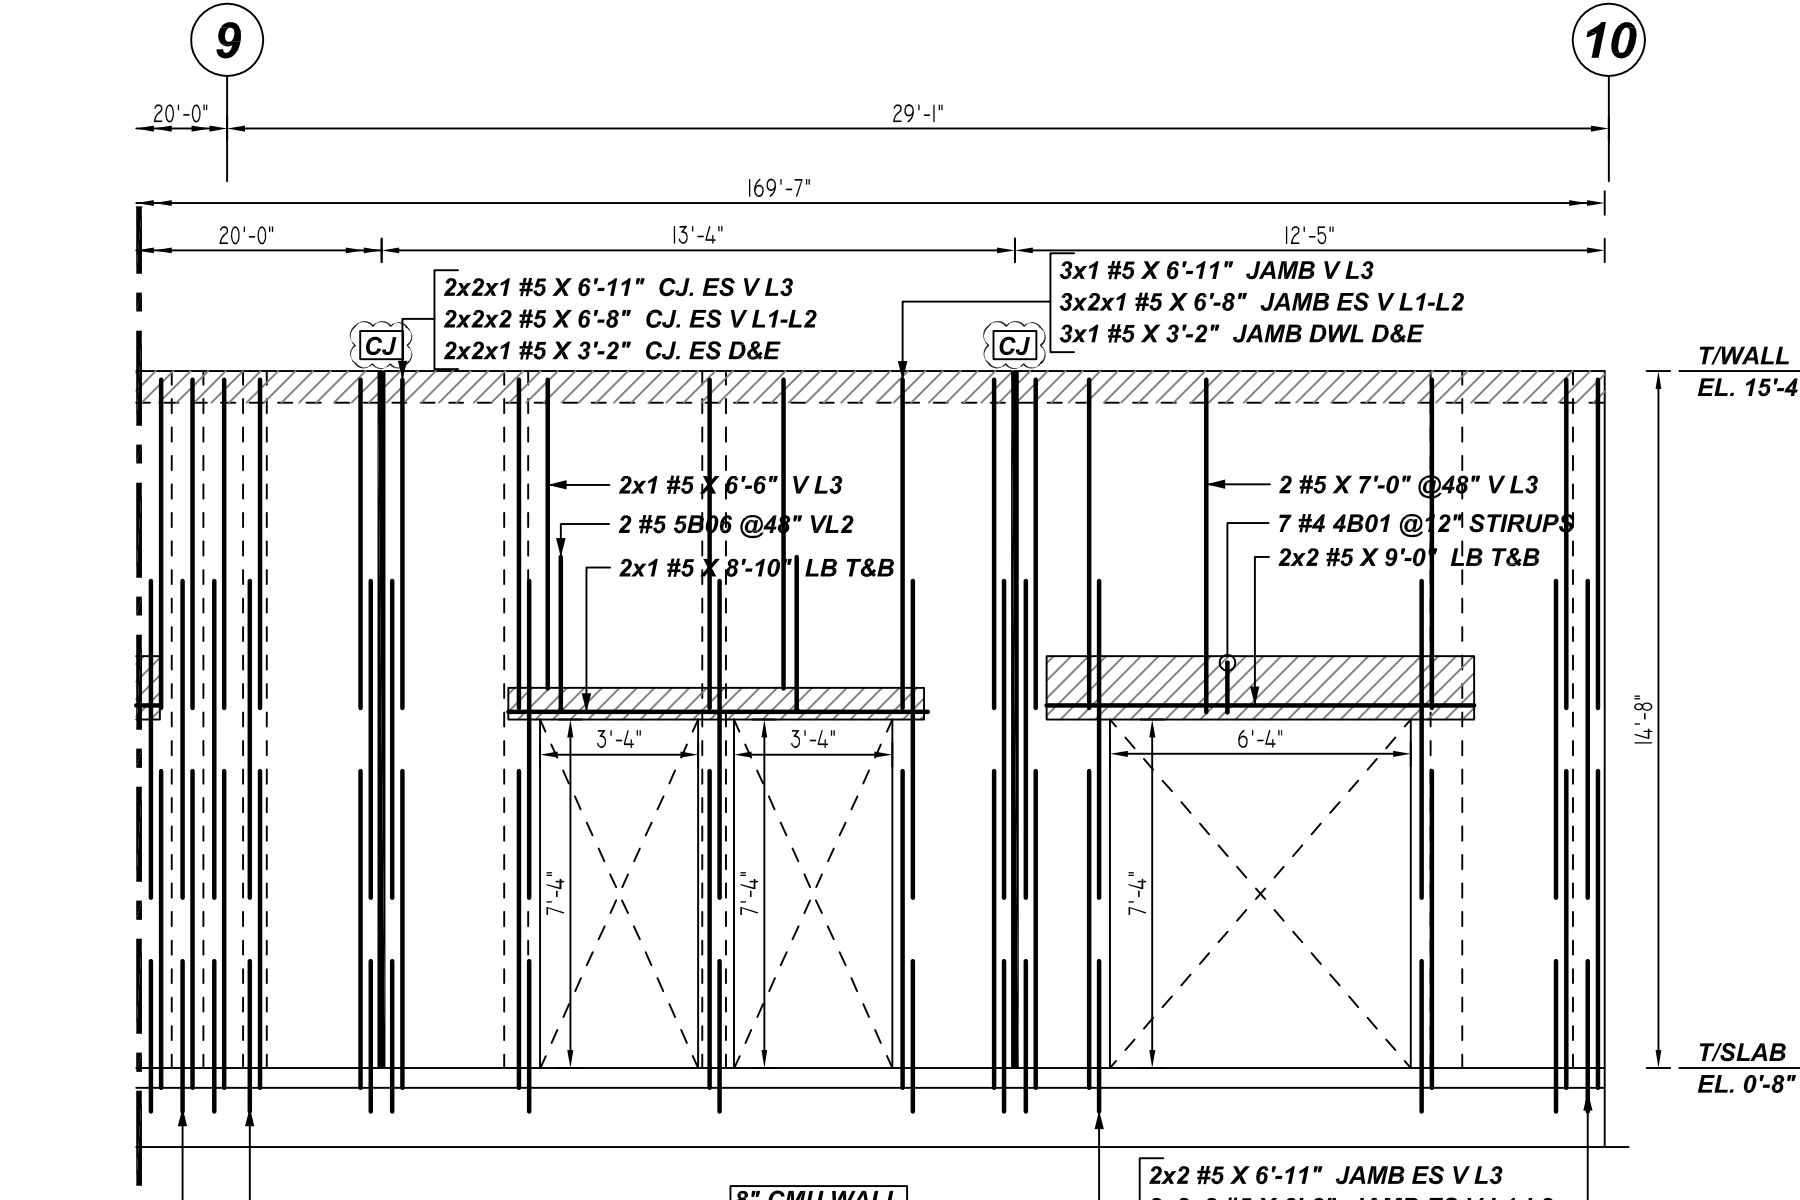 9
10
20'-0"
29'-1"
169'-7"
20'-0"
13'-4"
12'-5"
2x2x1 #5 X 6'-11" CJ. ES V L3
2x2x2 #5 X 6'-8" CJ. ES V L1-L2
2x2x1 #5 X 3'-2" CJ. ES D&E
3x1 #5 X 6'-11" JAMB V L3
3x2x1 #5 X 6'-8" JAMB ES V L1-L2
3x1 #5 X 3'-2" JAMB DWL D&E
CJ
CJ
T/WALL
EL. 15'-4
2x1 #5 X 6'-6" V L3
2 #5 5B06 @48" VL2
2x1 #5 X 8'-10" LB T&B
2 #5 X 7'-0" @48" V L3
7 #4 4B01 @12" STIRUPS
2x2 #5 X 9'-0" LB T&B
14'-8"
3'-4"
3'-4"
6'-4"
7'-4"
7'-4"
7'-4"
T/SLAB
EL. 0'-8"
2x2 #5 X 6'-11" JAMB ES V L3
8" CMU WALL